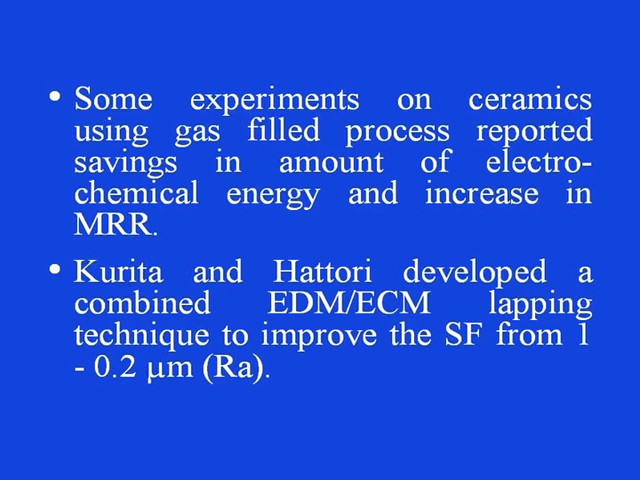 • Some experiments on ceramics
using gas filled process reported
savings in amount of electro-
chemical energy and increase in
MRR.
• Kurita and Hattori developed a
combined EDM/ECM lapping
technique to improve the SF from 1
- 0.2 µm (Ra).